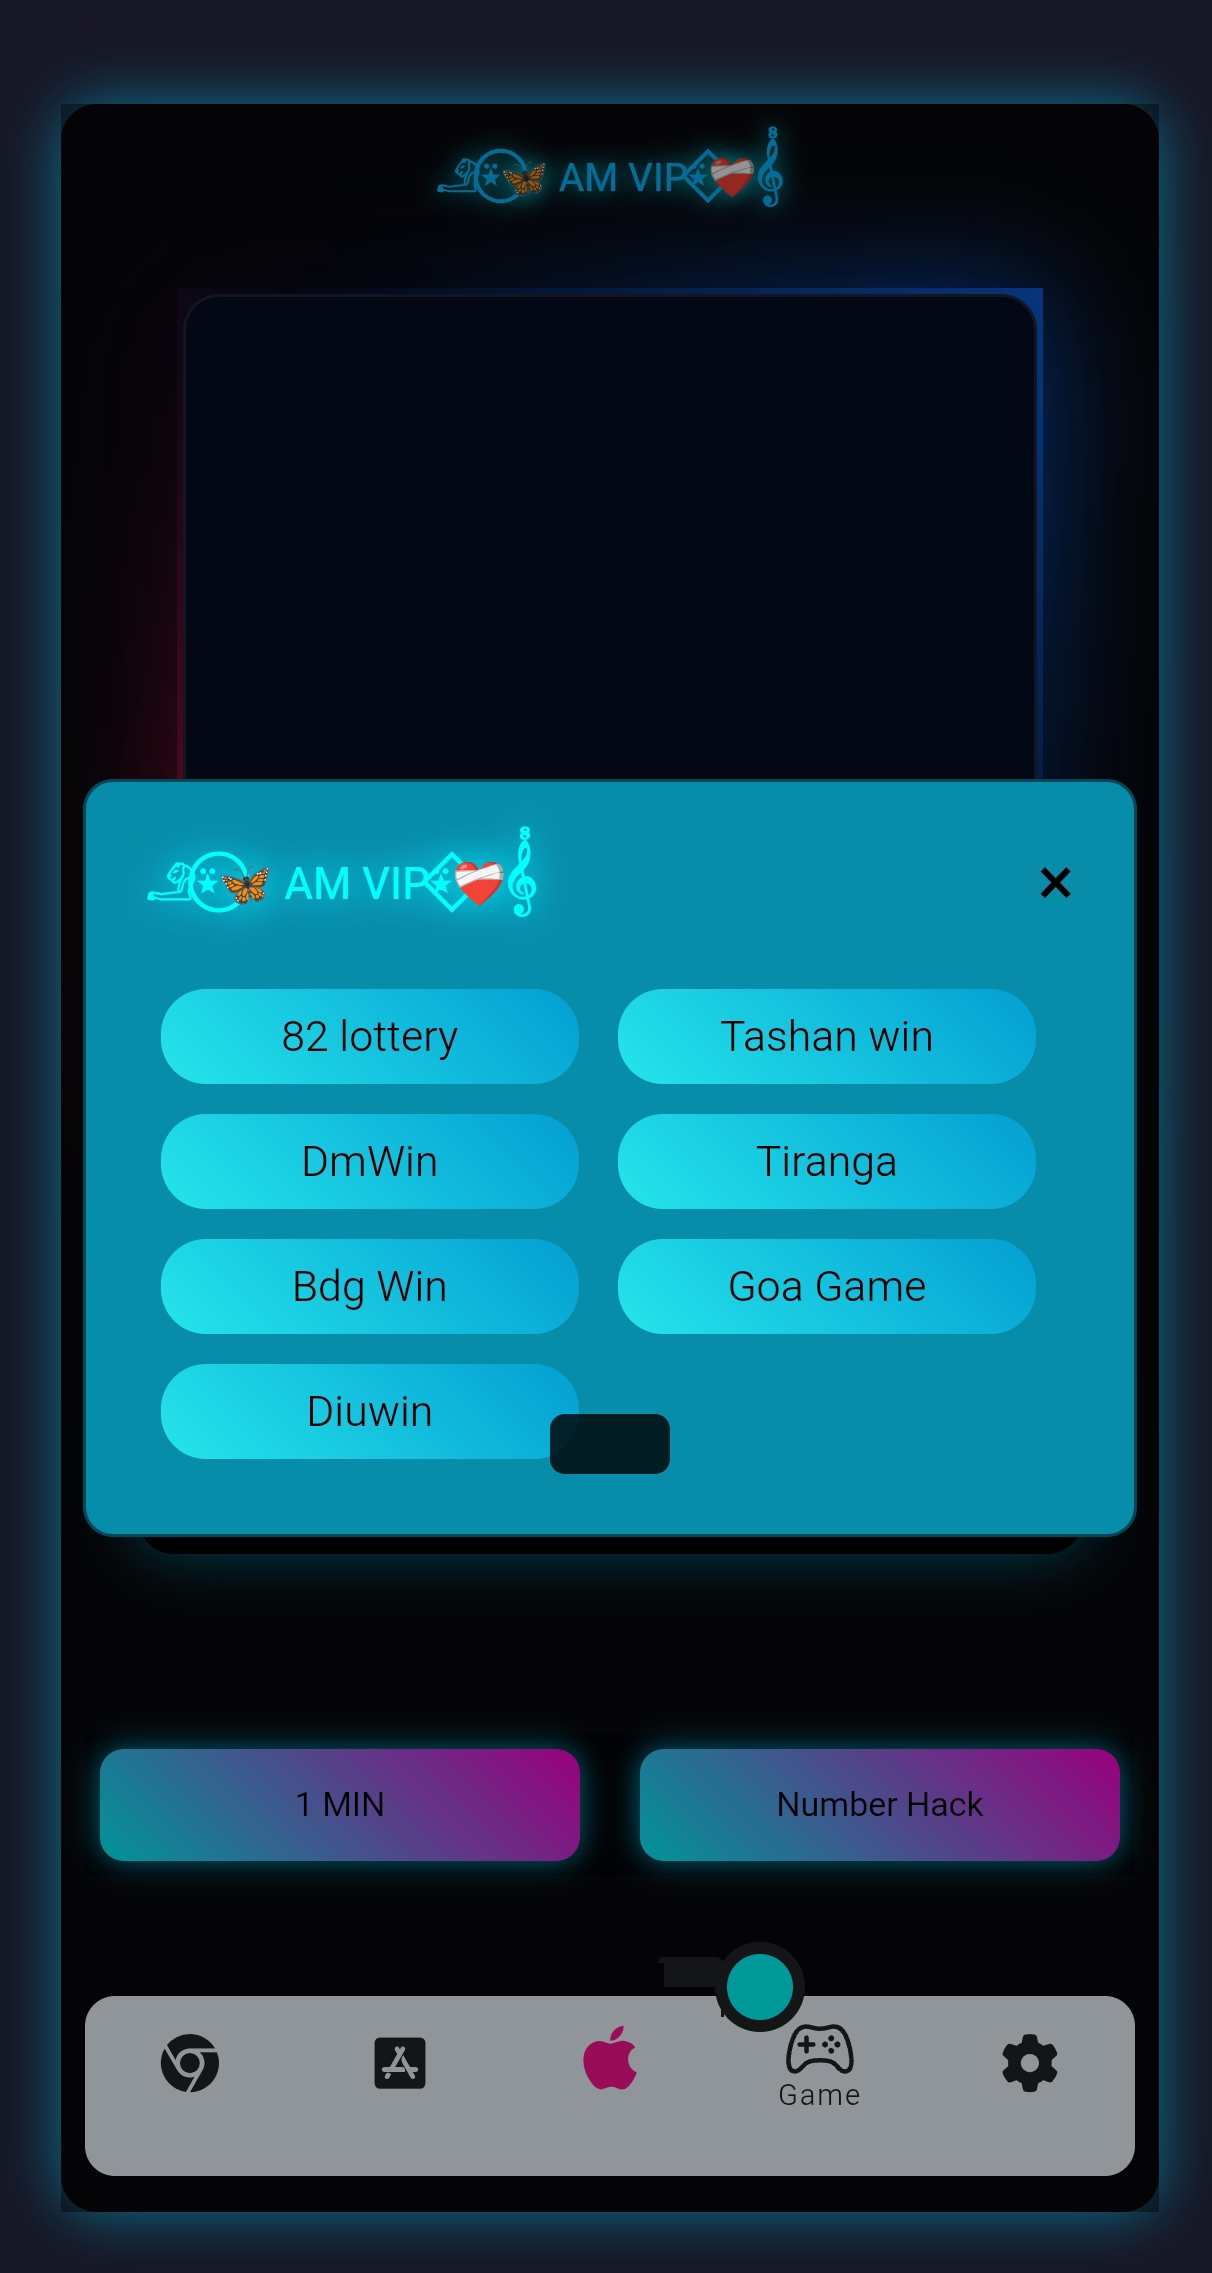 AM VIP
AM VIP
×
82 lottery
Tashan win
DmWin
Tiranga
Bdg Win
Goa Game
Diuwin
1 MIN
Number Hack
Game